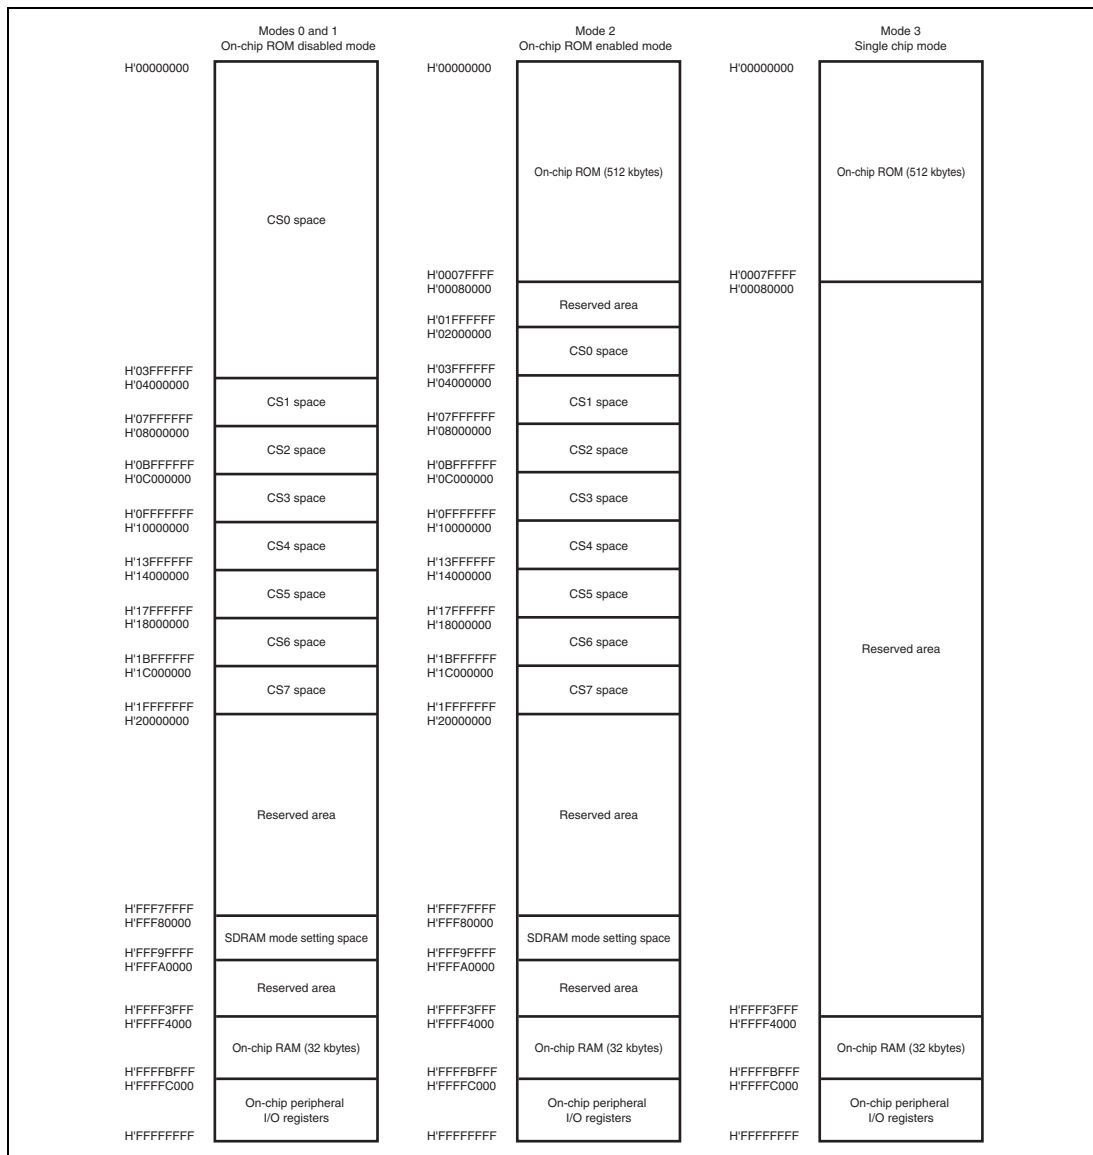 Modes 0 and 1
On-chip ROM disabled mode
H'00000000
CS0 space
H'03FFFFFF
H'04000000
CS1 space
H'07FFFFFF
H'08000000
CS2 space
H'0BFFFFFF
H'0C000000
CS3 space
H'0FFFFFFF
H'10000000
CS4 space
H'13FFFFFF
H'14000000
CS5 space
H'17FFFFFF
H'18000000
CS6 space
H'1BFFFFFF
H'1C000000
CS7 space
H'1FFFFFFF
H'20000000
Reserved area
H'FFF7FFFF
H'FFF80000
SDRAM mode setting space
H'FFF9FFFF
H'FFFA0000
Reserved area
H'FFFF3FFF
H'FFFF4000
On-chip RAM (32 kbytes)
H'FFFFBFFF
H'FFFFC000
On-chip peripheral
I/O registers
H'FFFFFFFF
Mode 2
On-chip ROM enabled mode
H'00000000
On-chip ROM (512 kbytes)
H'0007FFFF
H'00080000
Reserved area
H'01FFFFFF
H'02000000
CS0 space
H'03FFFFFF
H'04000000
CS1 space
H'07FFFFFF
H'08000000
CS2 space
H'0BFFFFFF
H'0C000000
CS3 space
H'0FFFFFFF
H'10000000
CS4 space
H'13FFFFFF
H'14000000
CS5 space
H'17FFFFFF
H'18000000
CS6 space
H'1BFFFFFF
H'1C000000
CS7 space
H'1FFFFFFF
H'20000000
Reserved area
H'FFF7FFFF
H'FFF80000
SDRAM mode setting space
H'FFF9FFFF
H'FFFA0000
Reserved area
H'FFFF3FFF
H'FFFF4000
On-chip RAM (32 kbytes)
H'FFFFBFFF
H'FFFFC000
On-chip peripheral
I/O registers
H'FFFFFFFF
Mode 3
Single chip mode
H'00000000
On-chip ROM (512 kbytes)
H'0007FFFF
H'00080000
Reserved area
H'FFFF3FFF
H'FFFF4000
On-chip RAM (32 kbytes)
H'FFFFBFFF
H'FFFFC000
On-chip peripheral
I/O registers
H'FFFFFFFF